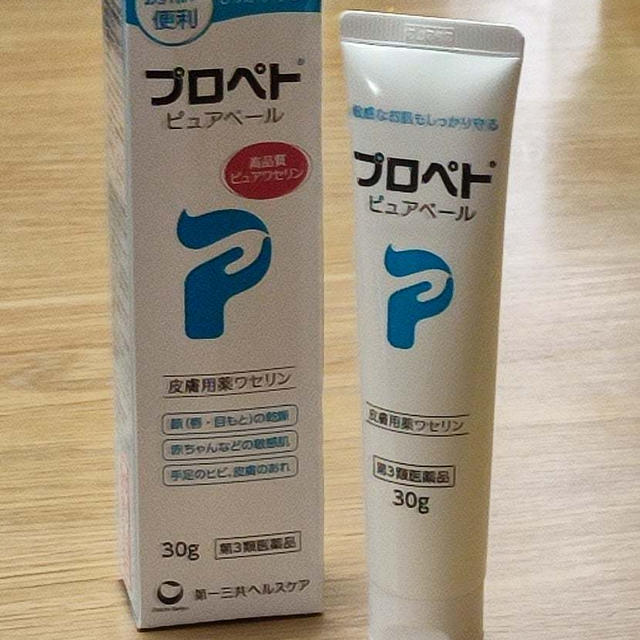 便利
プロペト
ピュアベール
高品質
ピュアワセリン
皮膚用薬ワセリン
顔(唇・目もと)の乾燥
赤ちゃんなどの敏感肌
手足のヒビ、皮膚のあれ
30g
第3類医薬品
第一三共ヘルスケア
敏感なお肌もしっかり守る
プロペト
ピュアベール
皮膚用薬ワセリン
第3類医薬品
30g